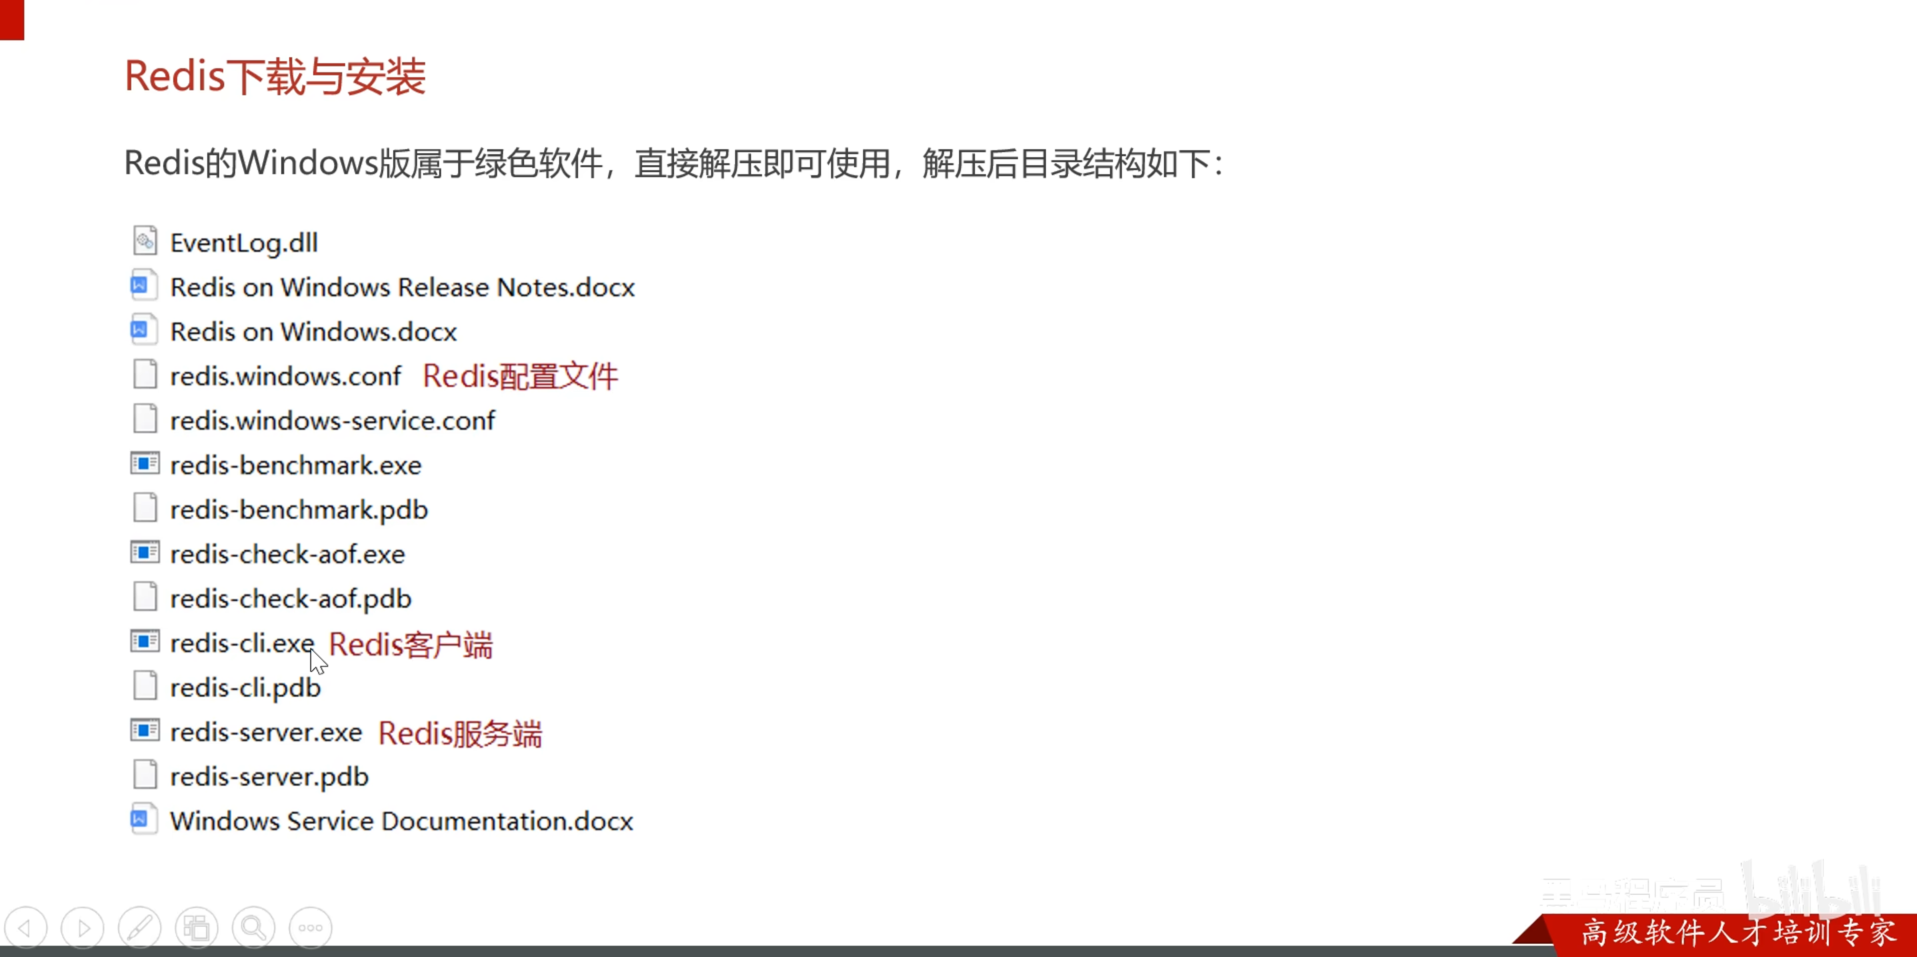 Redis下载与安装
Redis的Windows版属于绿色软件，直接解压即可使用，解压后目录结构如下：
EventLog.dll
Redis on Windows Release Notes.docx
Redis on Windows.docx
redis.windows.conf Redis配置文件
redis.windows-service.conf
redis-benchmark.exe
redis-benchmark.pdb
redis-check-aof.exe
redis-check-aof.pdb
redis-cli.exe Redis客户端
redis-cli.pdb
redis-server.exe Redis服务端
redis-server.pdb
Windows Service Documentation.docx
bilibili
高级软件人才培训专家